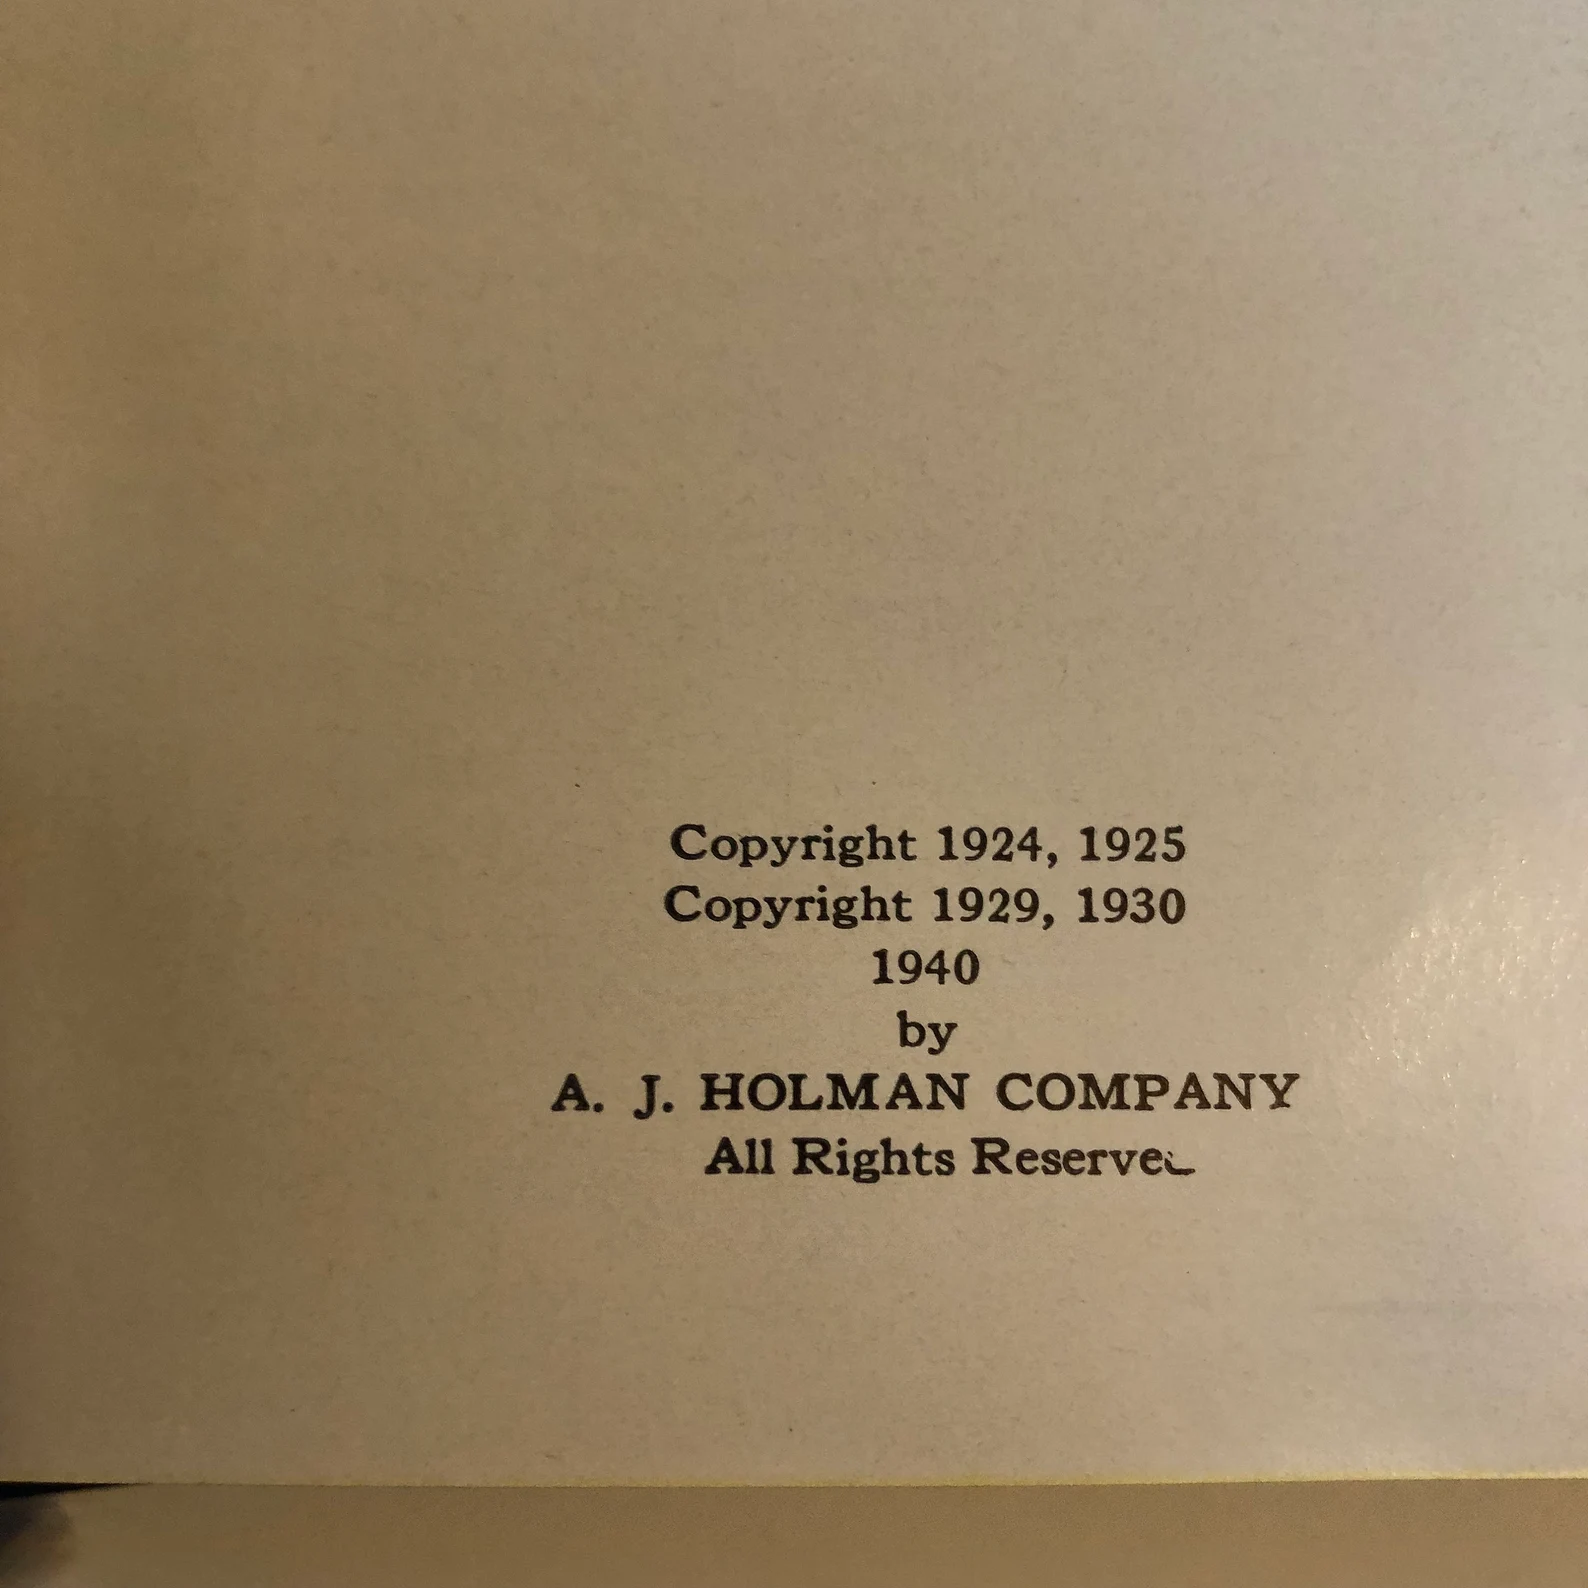 Copyright 1924, 1925
Copyright 1929, 1930
1940
by
A. J. HOLMAN COMPANY
All Rights Reserved